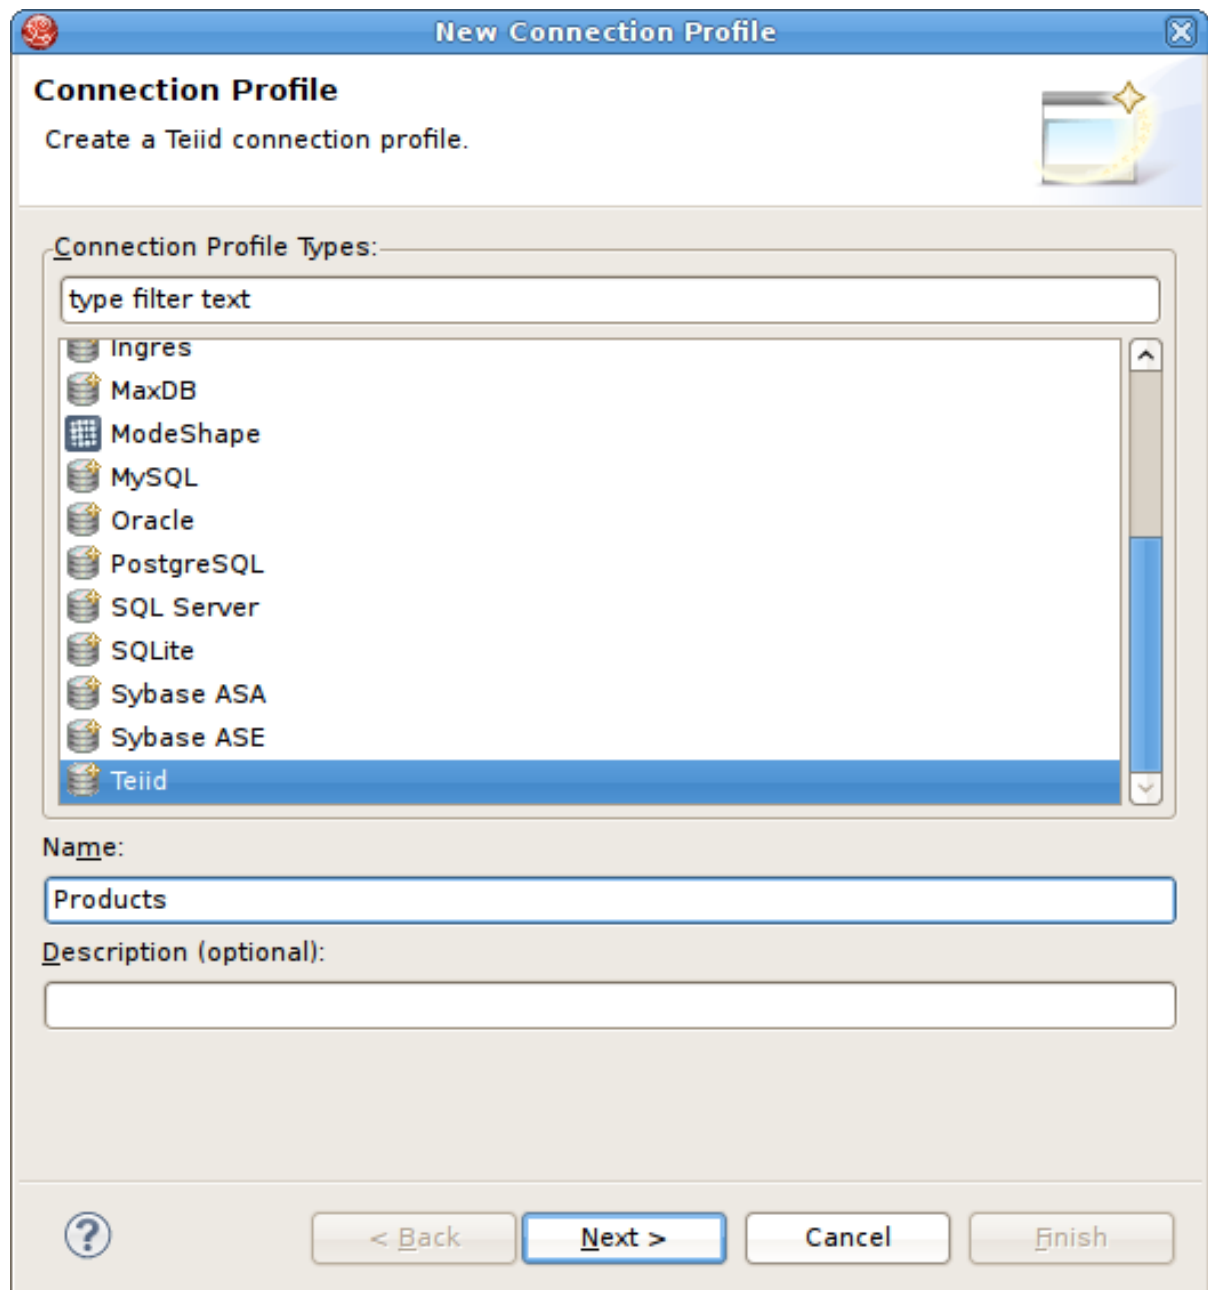 New Connection Profile
Connection Profile
Create a Teiid connection profile.
Connection Profile Types:
type filter text
Ingres
MaxDB
ModeShape
MySQL
Oracle
PostgreSQL
SQL Server
SQLite
Sybase ASA
Sybase ASE
Teiid
Name:
Products
Description (optional):
? < Back Next > Cancel Finish